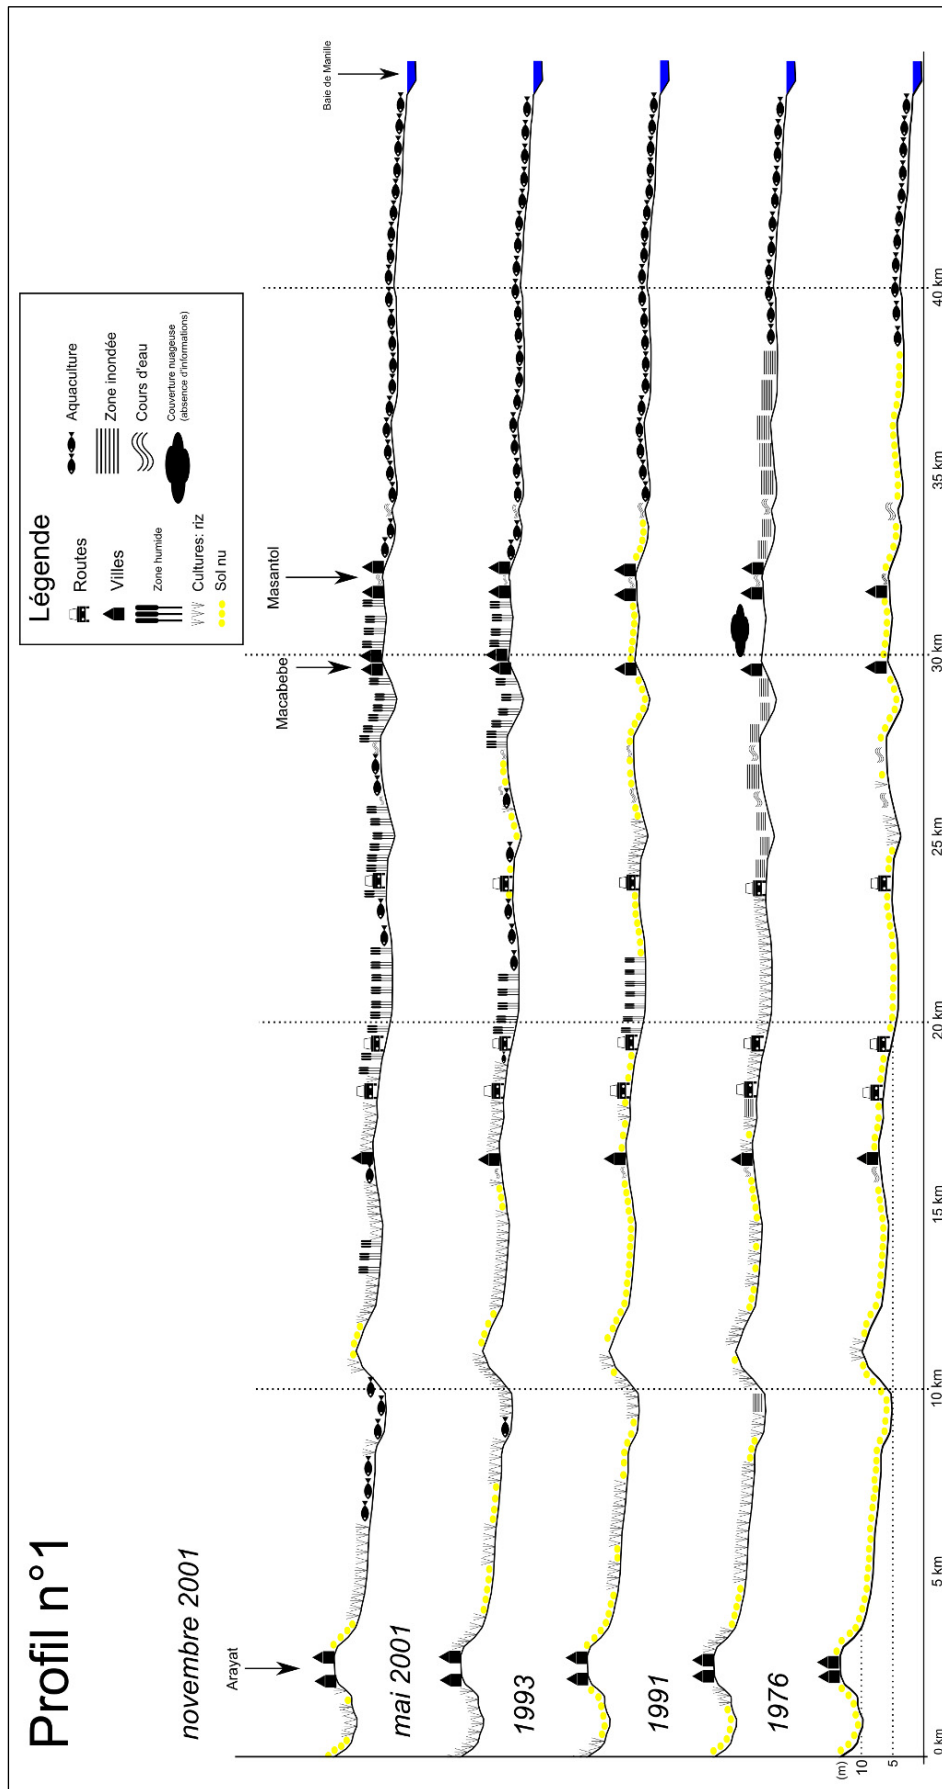 Profil n°1
Légende
Routes
Villes
Zone humide
Cultures: riz
Sol nu
Aquaculture
Zone inondée
Cours d'eau
Couverture nuageuse
(absence d'informations)
novembre 2001
Arayat
Macabebe
Masantol
Baie de Manille
mai 2001
1993
1991
1976
(m)
10
5
0 km
5 km
10 km
15 km
20 km
25 km
30 km
35 km
40 km